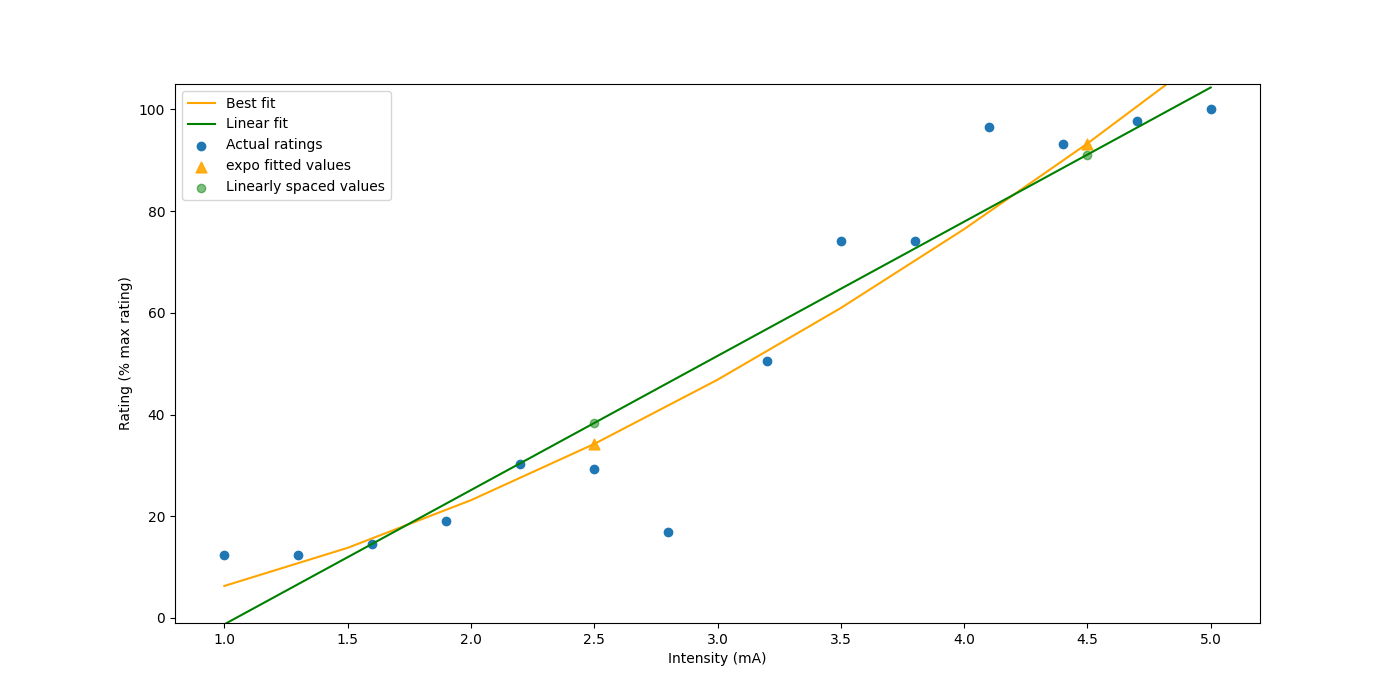 Best fit
Linear fit
Actual ratings
expo fitted values
Linearly spaced values
100
80
60
40
20
0
Rating (% max rating)
1.0 1.5 2.0 2.5 3.0 3.5 4.0 4.5 5.0
Intensity (mA)